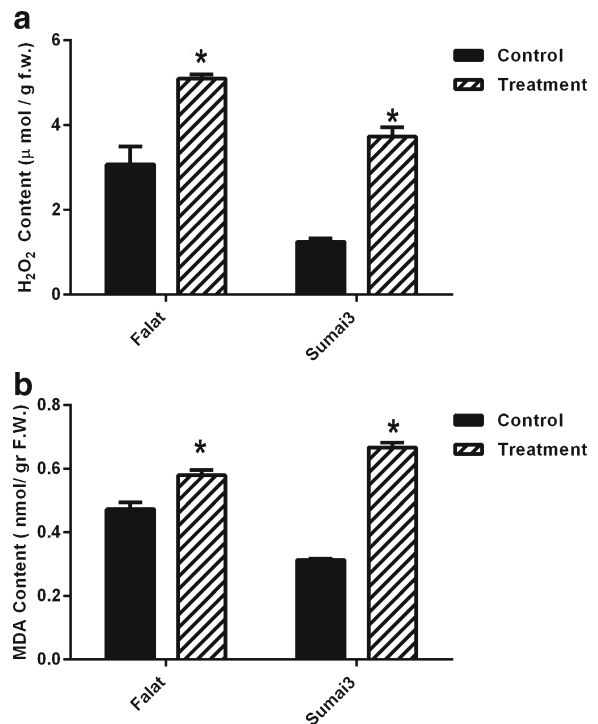 a
6
4
2
0
H₂O₂ Content (μ mol / g f.w.)
*
*
Control
Treatment
Falat
Sumai3
b
0.8
0.6
0.4
0.2
0.0
MDA Content ( nmol/ gr F.W.)
*
*
Control
Treatment
Falat
Sumai3